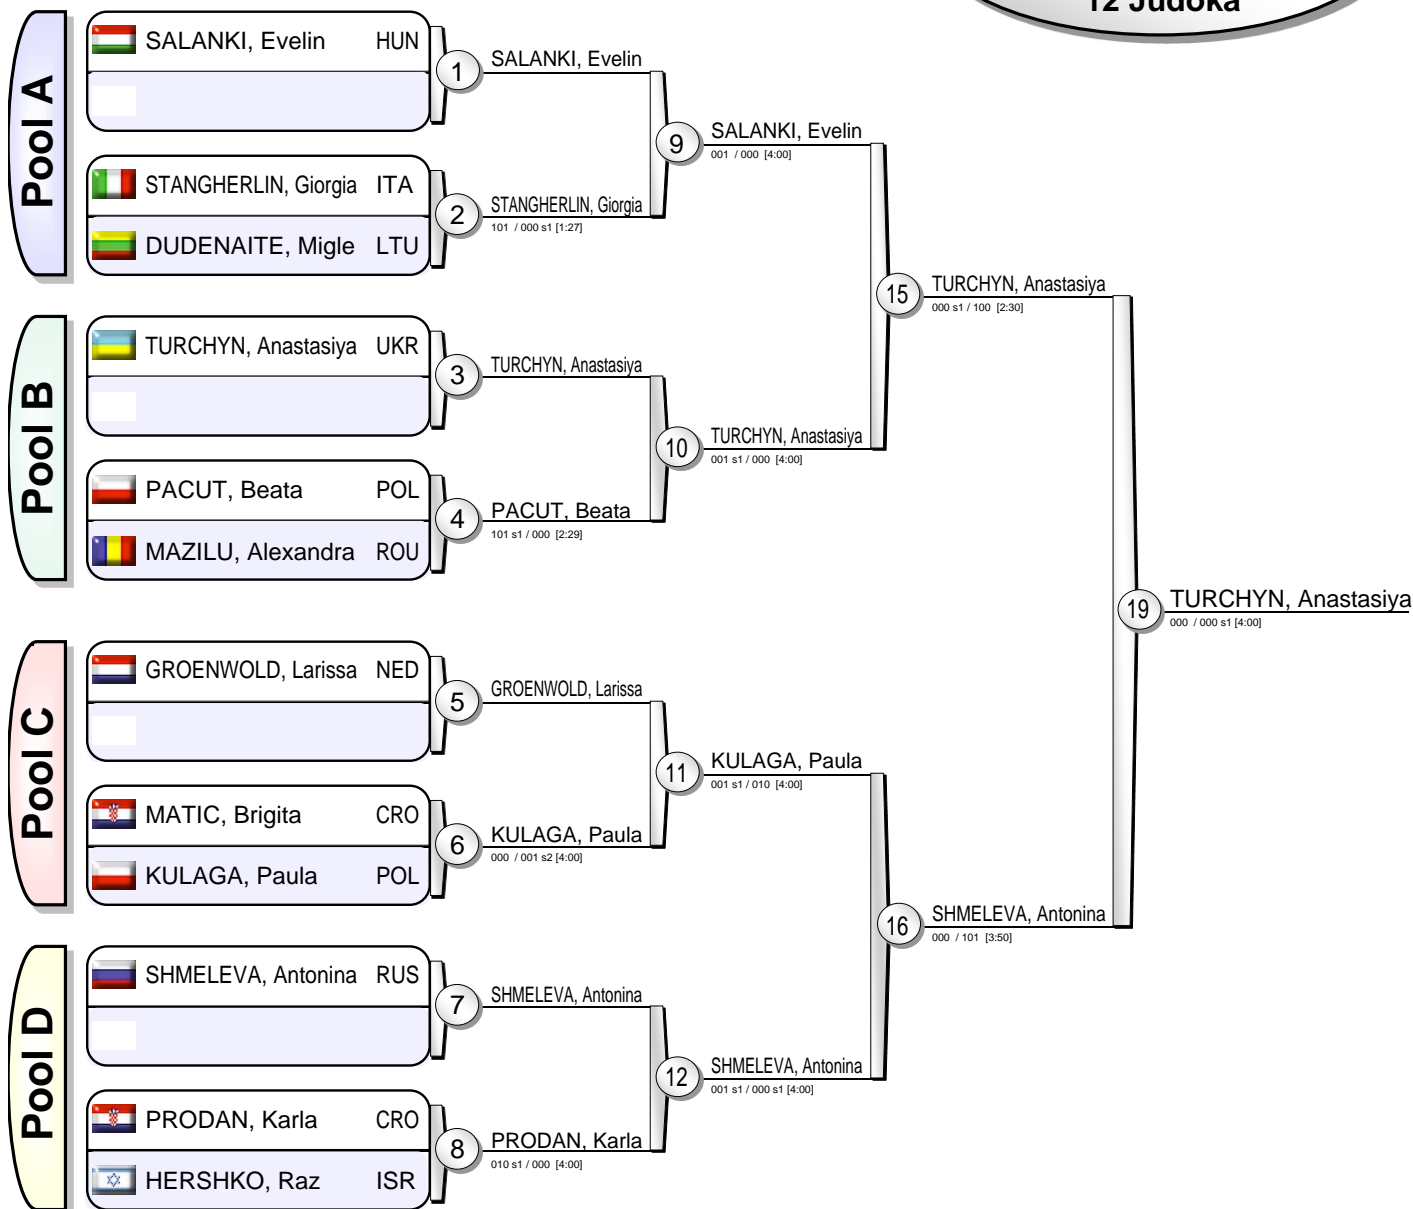 12 Judoka
Pool A
SALANKI, Evelin HUN
1
SALANKI, Evelin
STANGHERLIN, Giorgia ITA
DUDENAITE, Migle LTU
2
STANGHERLIN, Giorgia
101 / 000 s1 [1:27]
9
SALANKI, Evelin
001 / 000 [4:00]
Pool B
TURCHYN, Anastasiya UKR
3
TURCHYN, Anastasiya
PACUT, Beata POL
MAZILU, Alexandra ROU
4
PACUT, Beata
101 s1 / 000 [2:29]
10
TURCHYN, Anastasiya
001 s1 / 000 [4:00]
15
TURCHYN, Anastasiya
000 s1 / 100 [2:30]
Pool C
GROENWOLD, Larissa NED
5
GROENWOLD, Larissa
MATIC, Brigita CRO
KULAGA, Paula POL
6
KULAGA, Paula
000 / 001 s2 [4:00]
11
KULAGA, Paula
001 s1 / 010 [4:00]
Pool D
SHMELEVA, Antonina RUS
7
SHMELEVA, Antonina
PRODAN, Karla CRO
HERSHKO, Raz ISR
8
PRODAN, Karla
010 s1 / 000 [4:00]
12
SHMELEVA, Antonina
001 s1 / 000 s1 [4:00]
16
SHMELEVA, Antonina
000 / 101 [3:50]
19
TURCHYN, Anastasiya
000 / 000 s1 [4:00]